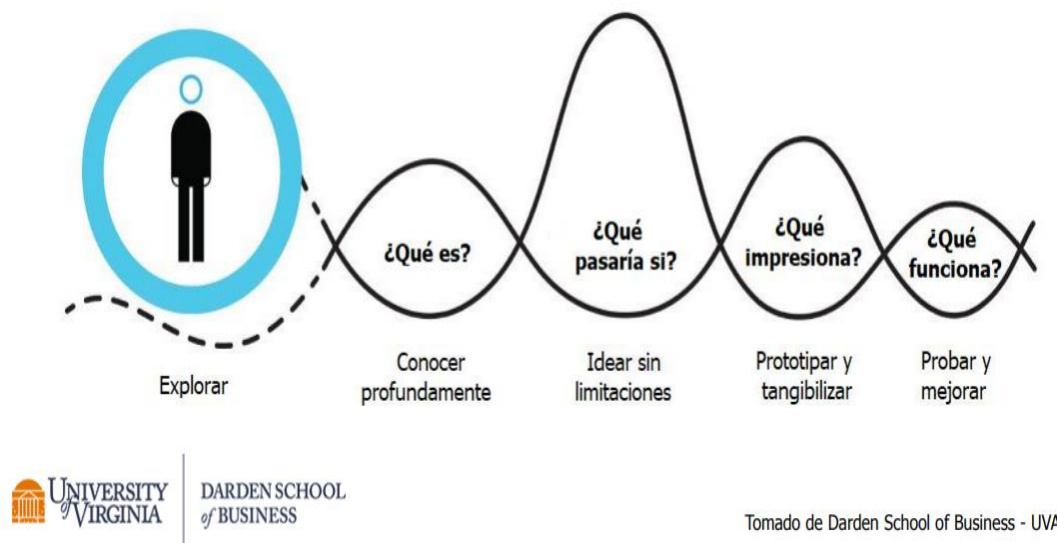 ¿Qué es?
¿Qué
pasaría si?
¿Qué
impresiona?
¿Qué
funciona?
Explorar
Conocer
profundamente
Idear sin
limitaciones
Prototipar y
tangibilizar
Probar y
mejorar
UNIVERSITY
of VIRGINIA
DARDEN SCHOOL
of BUSINESS
Tomado de Darden School of Business - UVA